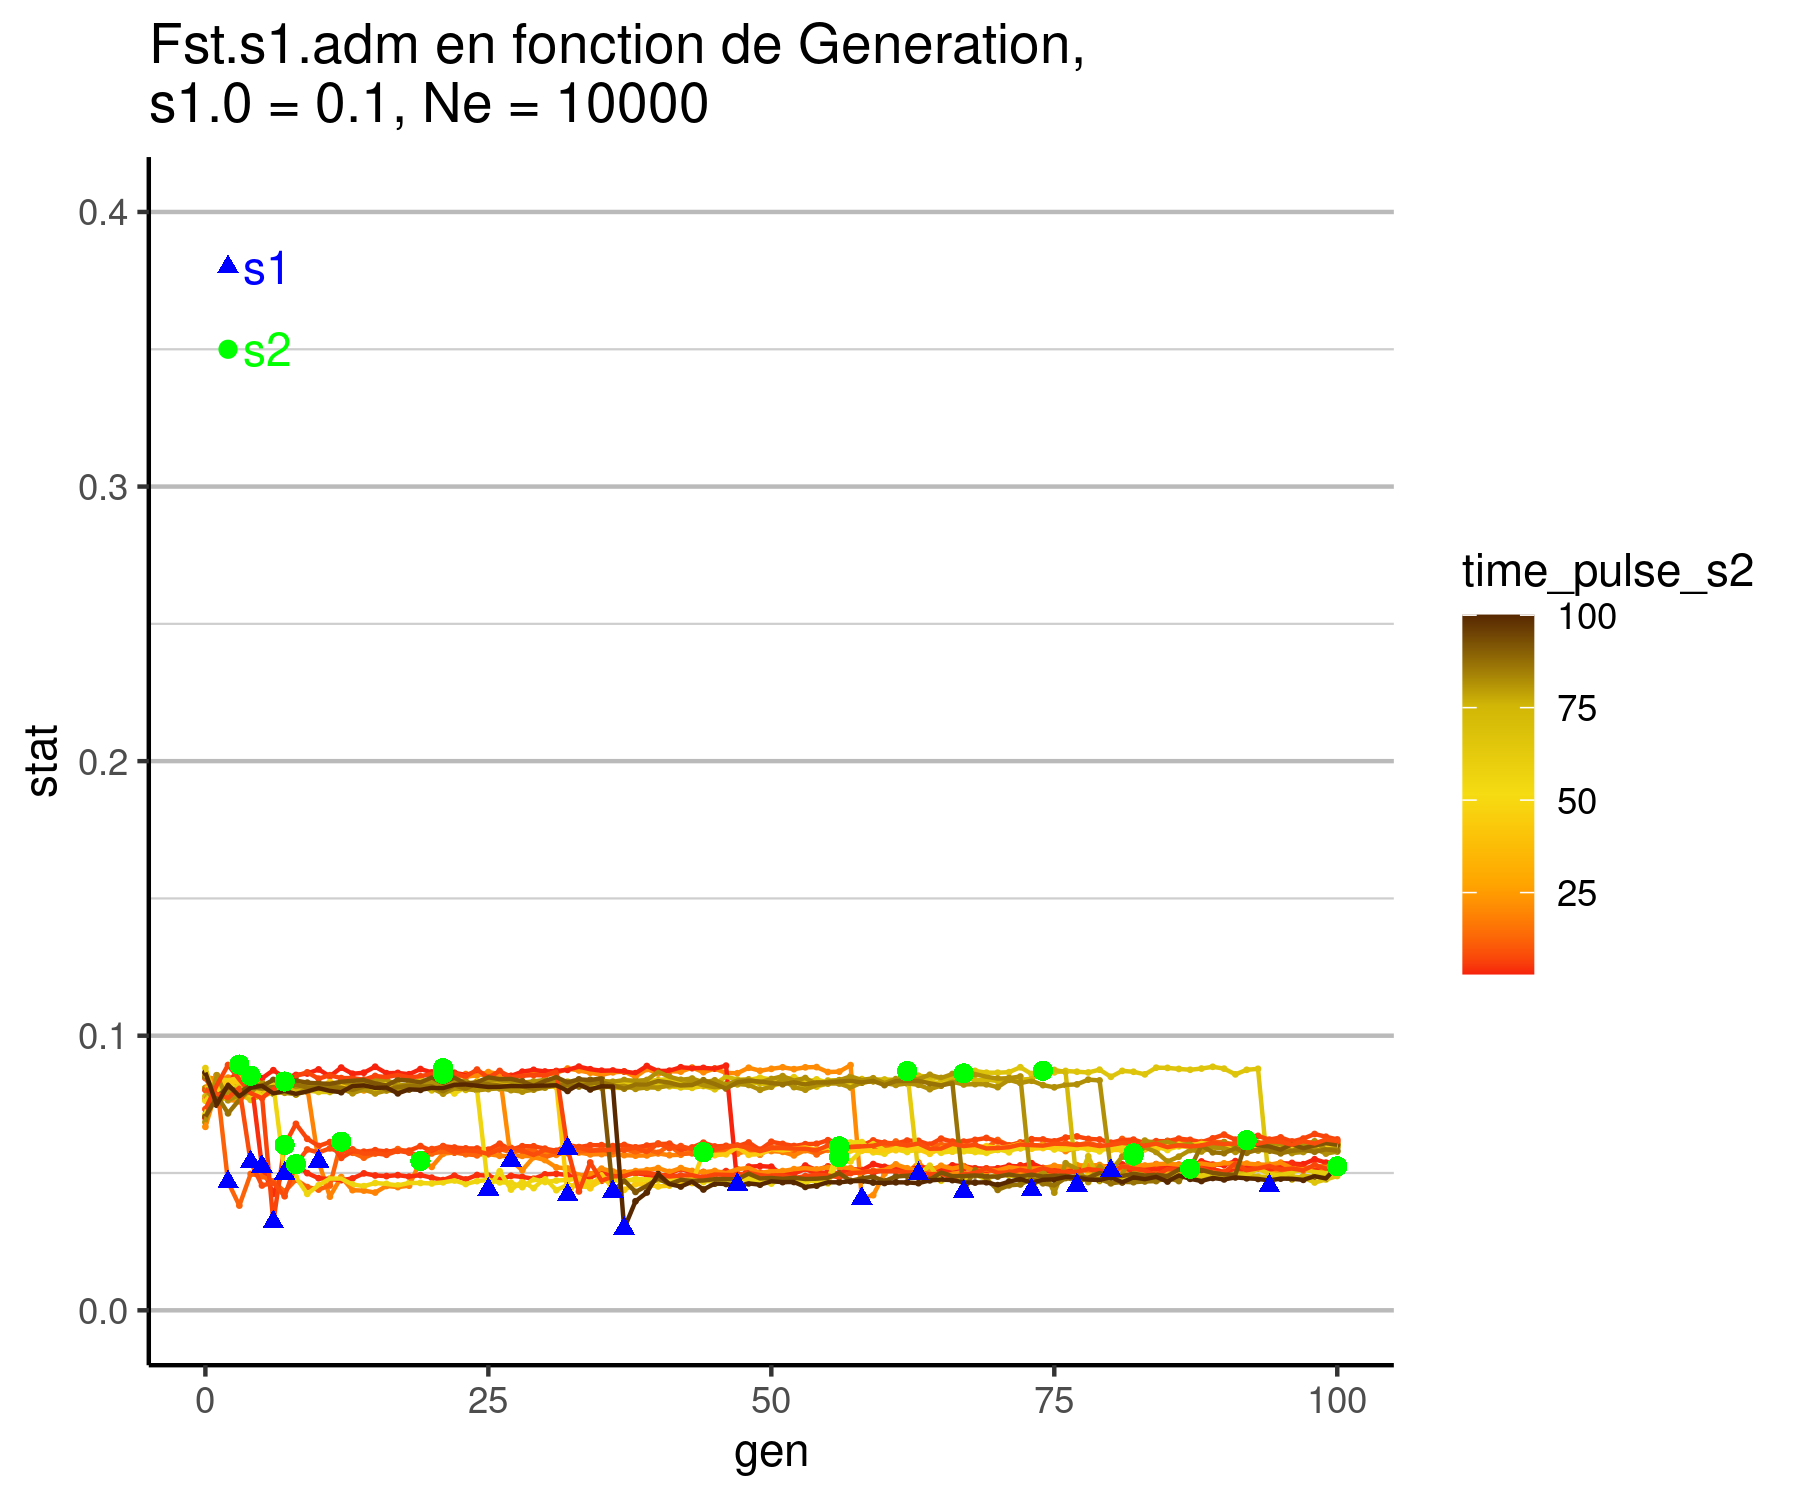 Fst.s1.adm en fonction de Generation,
s1.0 = 0.1, Ne = 10000
0.4
s1
s2
0.3
0.2
0.1
0.0
stat
0
25
50
75
100
gen
time_pulse_s2
100
75
50
25